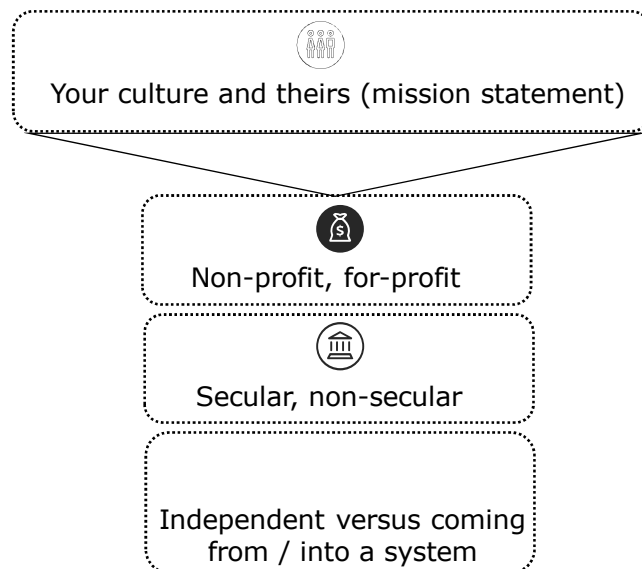 Your culture and theirs (mission statement)
$
Non-profit, for-profit
Secular, non-secular
Independent versus coming
from / into a system